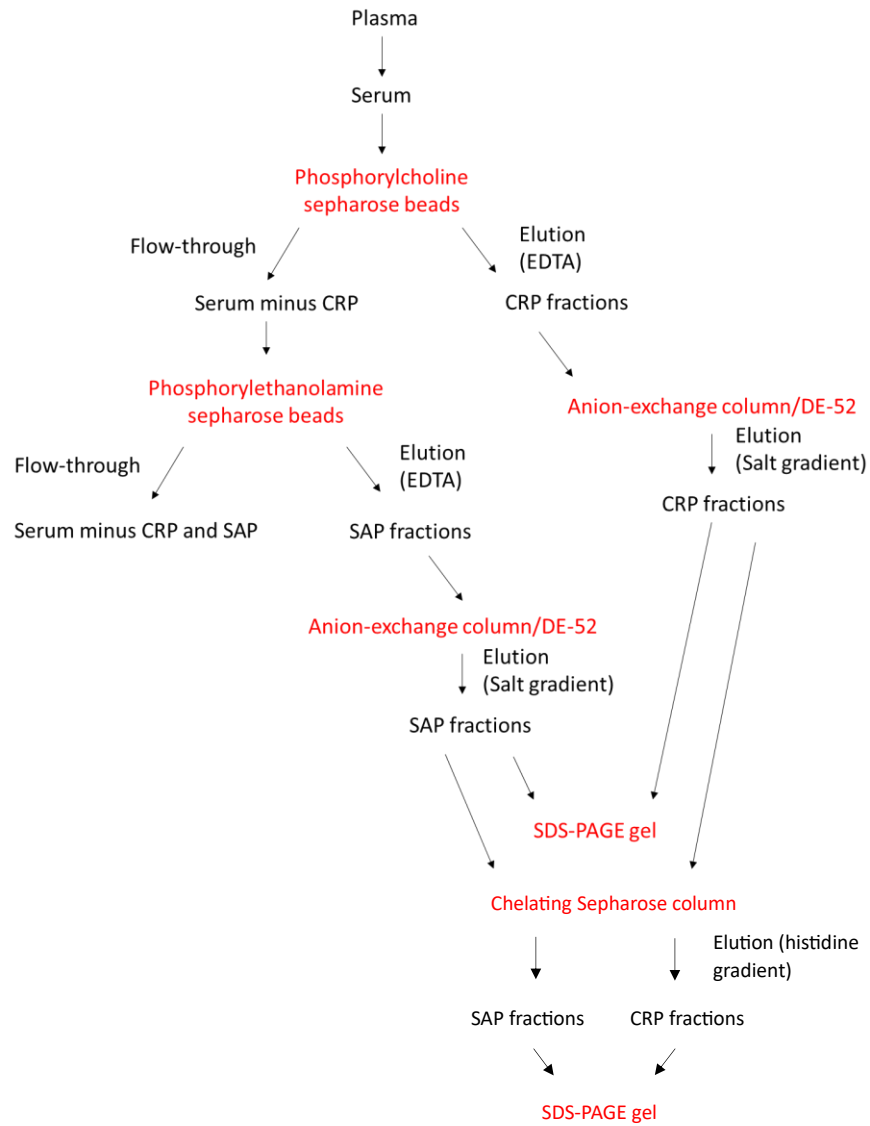 Plasma
Serum
Phosphorylcholine
sepharose beads
Flow-through
Elution
(EDTA)
Serum minus CRP
CRP fractions
Phosphorylethanolamine
sepharose beads
Anion-exchange column/DE-52
Flow-through
Elution
(EDTA)
Elution
(Salt gradient)
Serum minus CRP and SAP
SAP fractions
CRP fractions
Anion-exchange column/DE-52
Elution
(Salt gradient)
SAP fractions
SDS-PAGE gel
Chelating Sepharose column
Elution (histidine
gradient)
SAP fractions
CRP fractions
SDS-PAGE gel